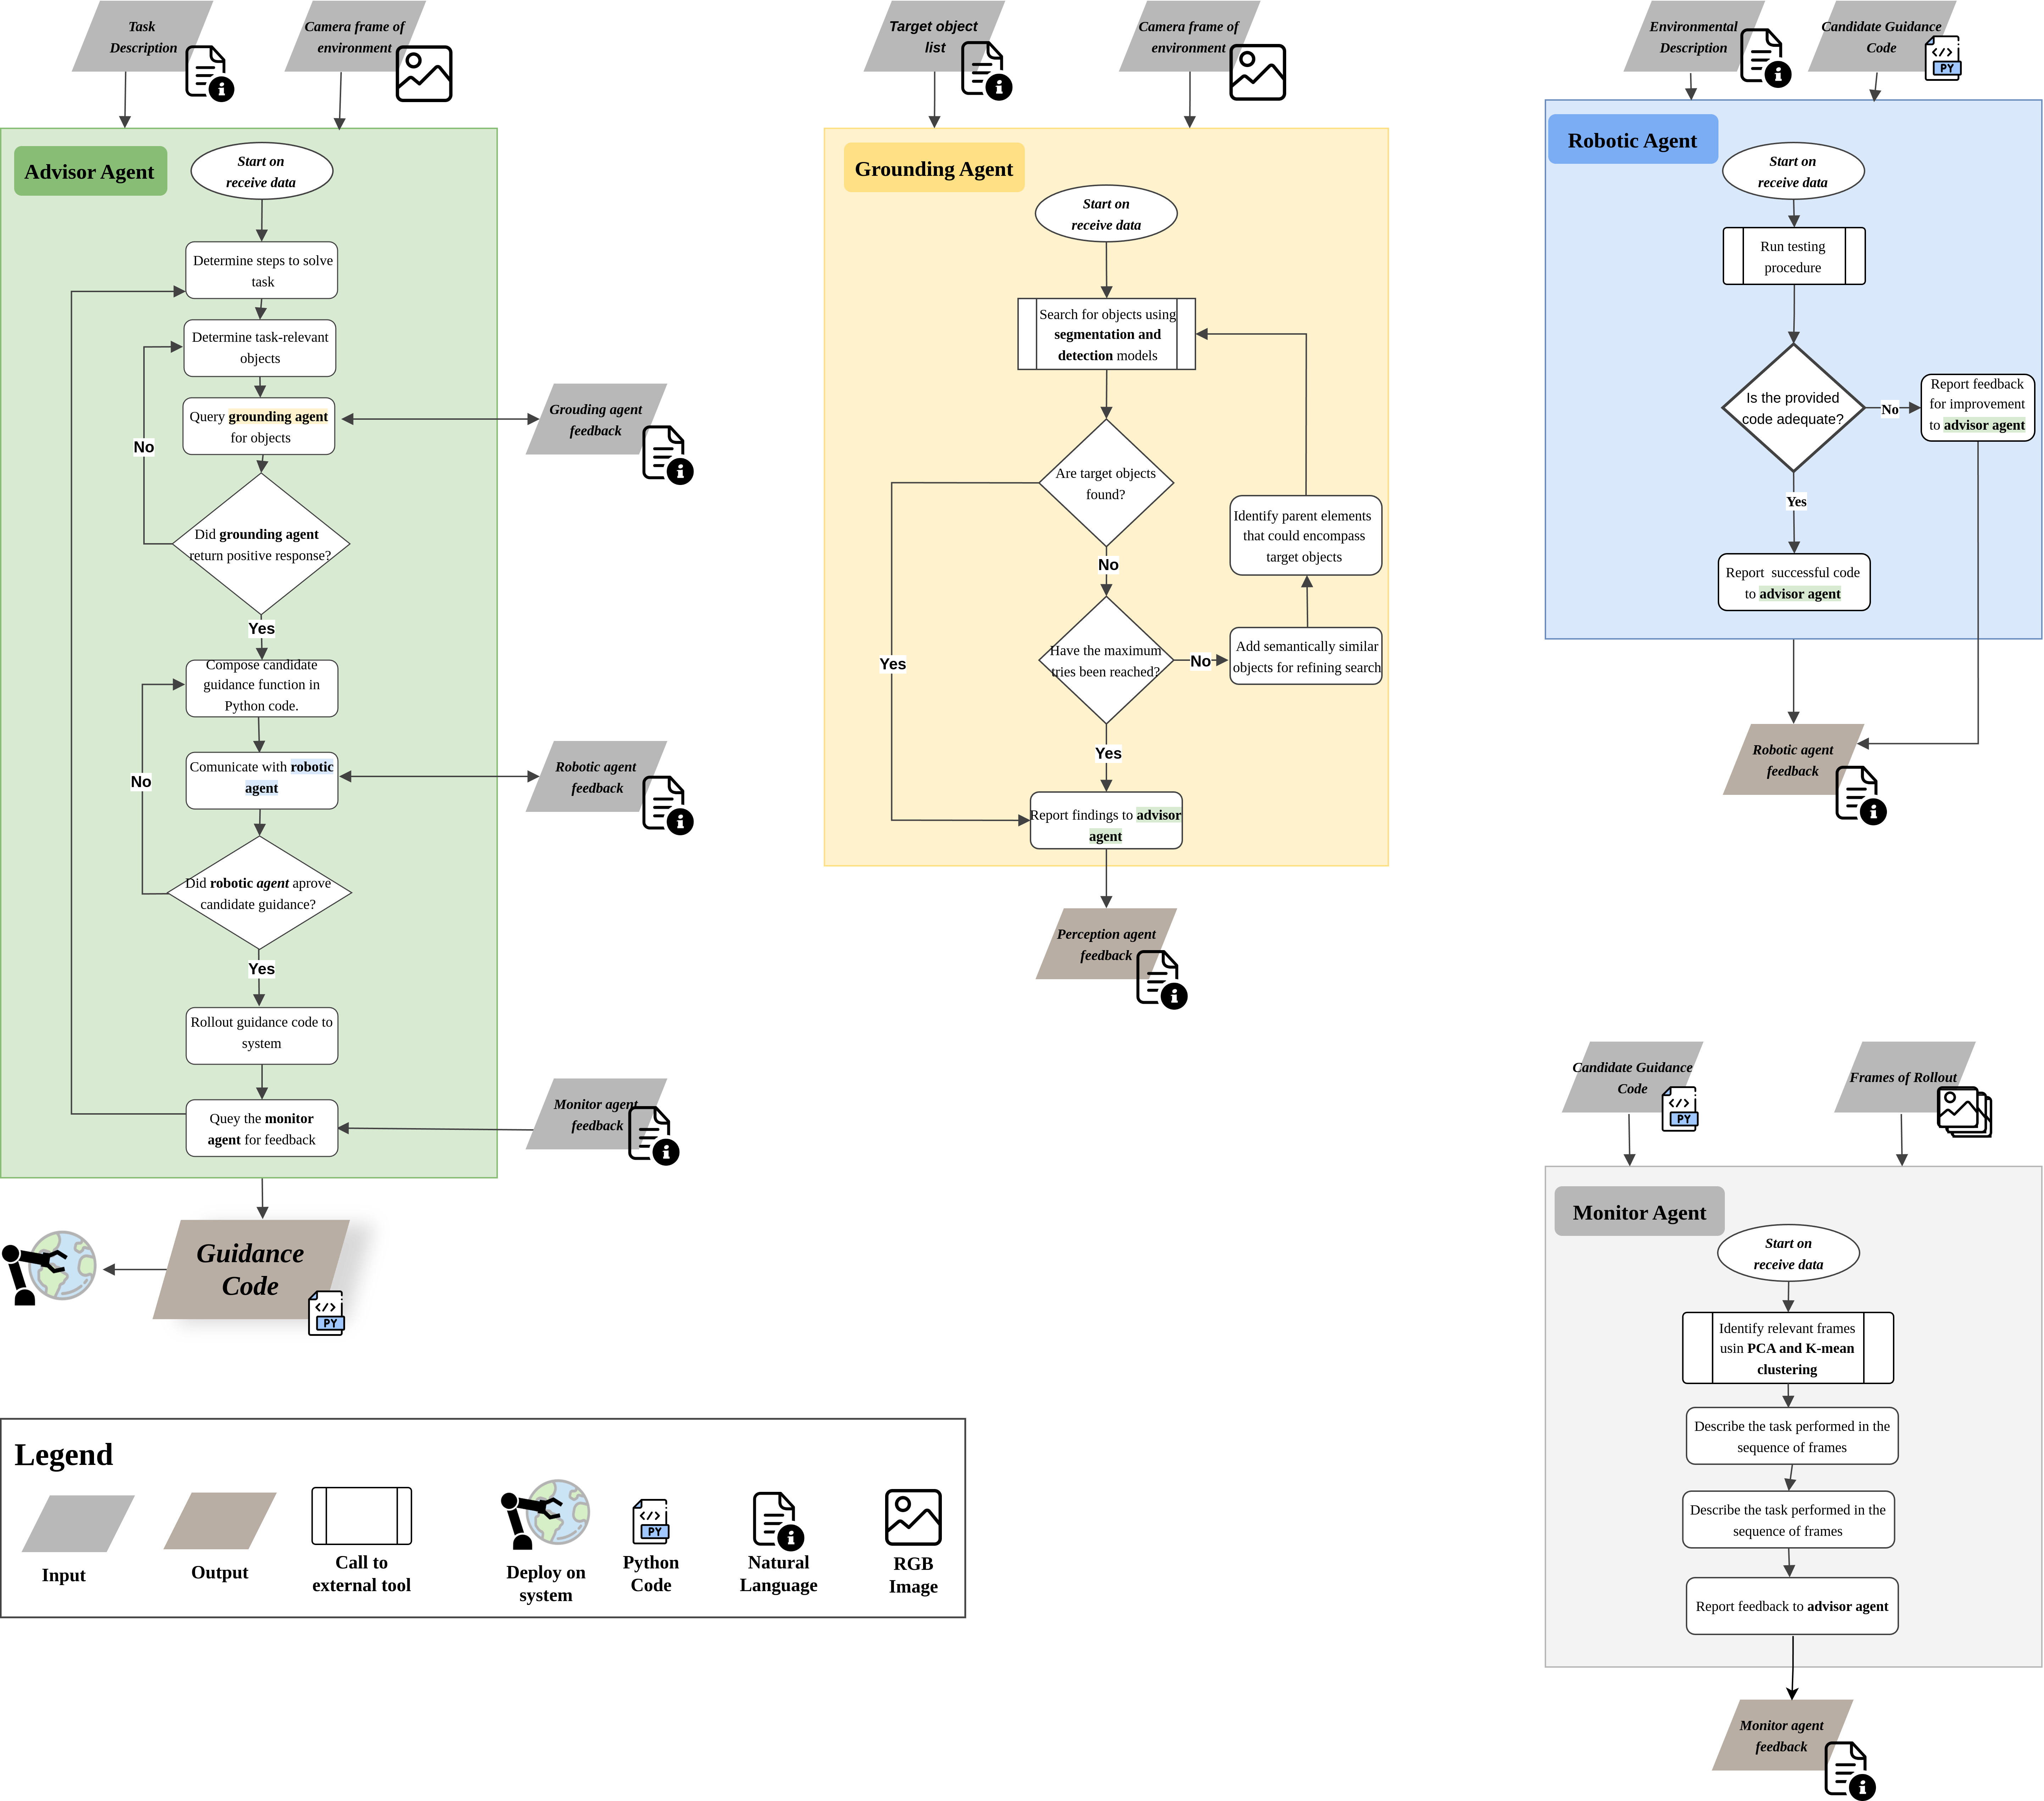 Task
Description
Camera frame of
environment
Advisor Agent
Start on
receive data
Determine steps to solve
task
Determine task-relevant
objects
Query grounding agent
for objects
No
Did grounding agent
return positive response?
Yes
Compose candidate
guidance function in
Python code.
Comunicate with robotic
agent
No
Did robotic agent aprove
candidate guidance?
Yes
Rollout guidance code to
system
Quey the monitor
agent for feedback
Grouding agent
feedback
Robotic agent
feedback
Monitor agent
feedback
Guidance
Code
PY
Target object
list
Camera frame of
environment
Grounding Agent
Start on
receive data
Search for objects using
segmentation and
detection models
Are target objects
found?
Identify parent elements
that could encompass
target objects
No
Have the maximum
tries been reached?
No
Add semantically similar
objects for refining search
Yes
Yes
Report findings to advisor
agent
Perception agent
feedback
Environmental
Description
Candidate Guidance
Code
PY
Robotic Agent
Start on
receive data
Run testing
procedure
Is the provided
code adequate?
No
Report feedback
for improvement
to advisor agent
Yes
Report  successful code
to advisor agent
Robotic agent
feedback
Candidate Guidance
Code
PY
Frames of Rollout
Monitor Agent
Start on
receive data
Identify relevant frames
usin PCA and K-mean
clustering
Describe the task performed in the
sequence of frames
Describe the task performed in the
sequence of frames
Report feedback to advisor agent
Monitor agent
feedback
Legend
Input
Output
Call to
external tool
Deploy on
system
PY
Python
Code
Natural
Language
RGB
Image